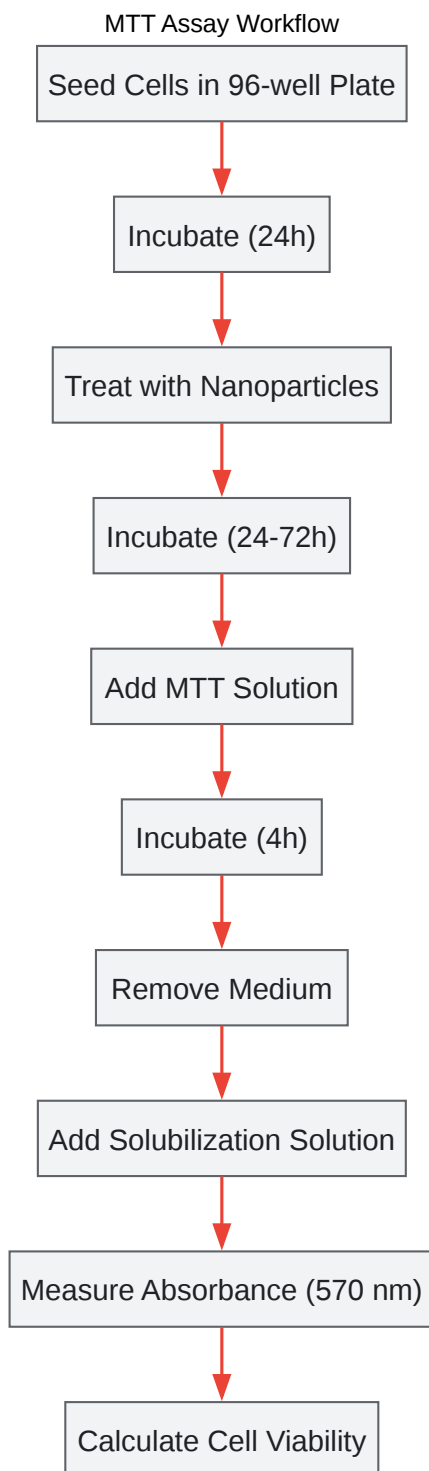 MTT Assay Workflow
Seed Cells in 96-well Plate
Incubate (24h)
Treat with Nanoparticles
Incubate (24-72h)
Add MTT Solution
Incubate (4h)
Remove Medium
Add Solubilization Solution
Measure Absorbance (570 nm)
Calculate Cell Viability